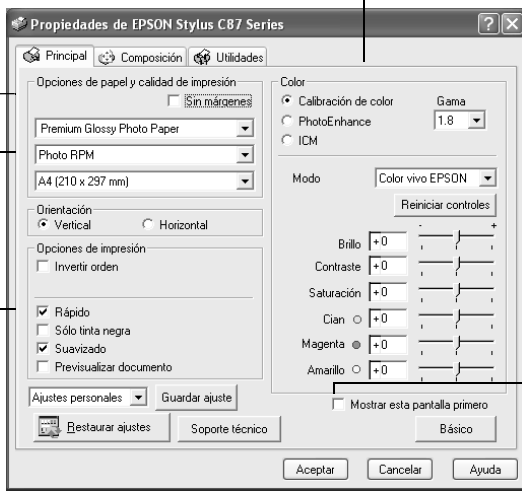 Propiedades de EPSON Stylus C87 Series
Principal Composición Utilidades
Opciones de papel y calidad de impresión
Sin márgenes
Premium Glossy Photo Paper
Photo RPM
A4 (210 x 297 mm)
Orientación
Vertical Horizontal
Opciones de impresión
Invertir orden
Rápido
Sólo tinta negra
Suavizado
Previsualizar documento
Ajustes personales Guardar ajuste
Restaurar ajustes Soporte técnico
Color
Calibración de color Gama
PhotoEnhance 1.8
ICM
Modo Color vivo EPSON
Reiniciar controles
- +
Brillo +0
Contraste +0
Saturación +0
Cian +0
Magenta +0
Amarillo +0
Mostrar esta pantalla primero
Básico
Aceptar Cancelar Ayuda